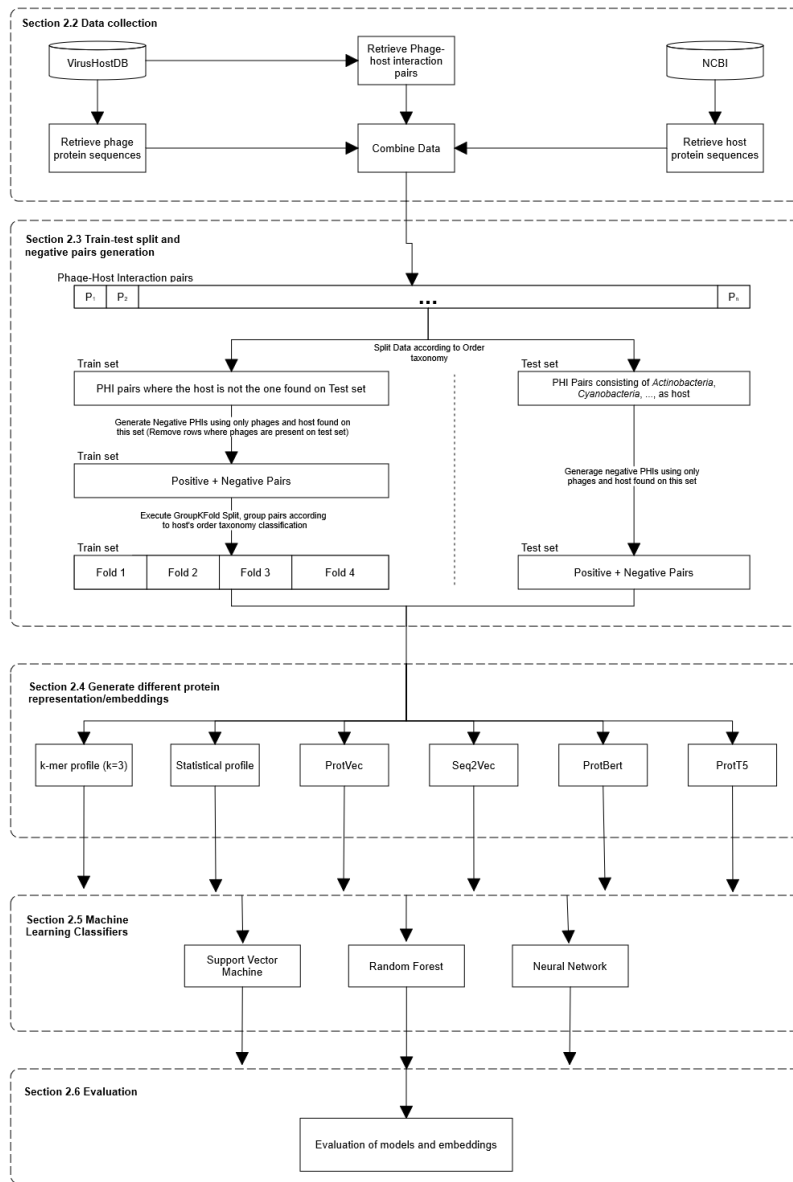 Section 2.2 Data collection
VirusHostDB
Retrieve Phage-
host interaction
pairs
NCBI
Retrieve phage
protein sequences
Combine Data
Retrieve host
protein sequences
Section 2.3 Train-test split and
negative pairs generation
Phage-Host Interaction pairs
P₁
P₂
...
Pₙ
Split Data according to Order
taxonomy
Train set
PHI pairs where the host is not the one found on Test set
Test set
PHI Pairs consisting of Actinobacteria,
Cyanobacteria, ..., as host
Generate Negative PHIs using only phages and host found on
this set (Remove rows where phages are present on test set)
Train set
Positive + Negative Pairs
Generage negative PHIs using only
phages and host found on this set
Execute GroupKFold Split, group pairs according
to host's order taxonomy classification
Train set
Fold 1
Fold 2
Fold 3
Fold 4
Test set
Positive + Negative Pairs
Section 2.4 Generate different protein
representation/embeddings
k-mer profile (k=3)
Statistical profile
ProtVec
Seq2Vec
ProtBert
ProtT5
Section 2.5 Machine
Learning Classifiers
Support Vector
Machine
Random Forest
Neural Network
Section 2.6 Evaluation
Evaluation of models and embeddings